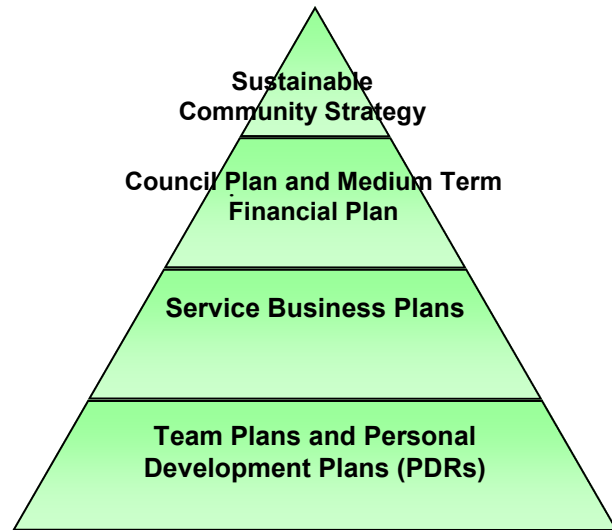 Sustainable
Community Strategy
Council Plan and Medium Term
Financial Plan
Service Business Plans
Team Plans and Personal
Development Plans (PDRs)